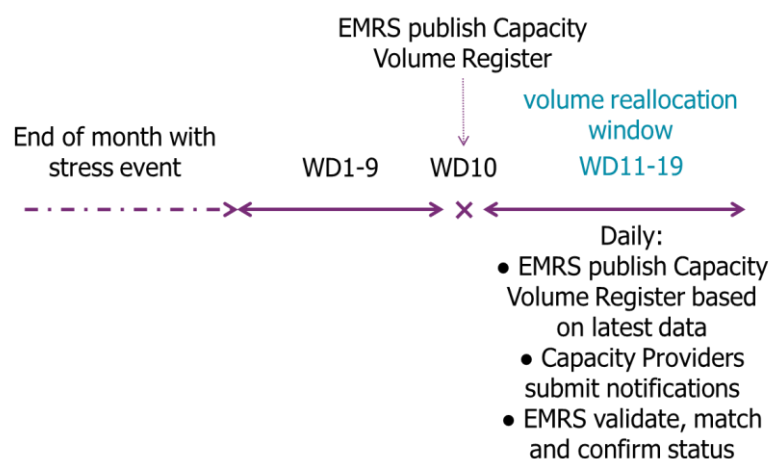 EMRS publish Capacity
Volume Register
volume reallocation
window
End of month with
stress event
WD1-9
WD10
WD11-19
Daily:
● EMRS publish Capacity
Volume Register based
on latest data
● Capacity Providers
submit notifications
● EMRS validate, match
and confirm status